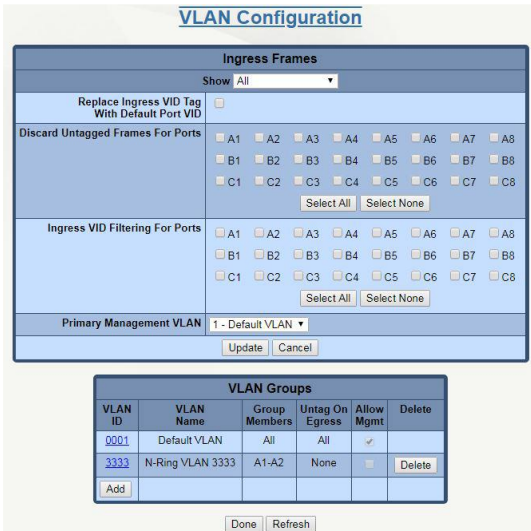 VLAN Configuration
Ingress Frames
Show All
Replace Ingress VID Tag
With Default Port VID
Discard Untagged Frames For Ports
A1 A2 A3 A4 A5 A6 A7 A8
B1 B2 B3 B4 B5 B6 B7 B8
C1 C2 C3 C4 C5 C6 C7 C8
Select All Select None
Ingress VID Filtering For Ports
A1 A2 A3 A4 A5 A6 A7 A8
B1 B2 B3 B4 B5 B6 B7 B8
C1 C2 C3 C4 C5 C6 C7 C8
Select All Select None
Primary Management VLAN 1 - Default VLAN
Update Cancel
VLAN Groups
VLAN VLAN Group Untag On Allow Delete
ID Name Members Egress Mgmt
0001 Default VLAN All All
3333 N-Ring VLAN 3333 A1-A2 None Delete
Add
Done Refresh